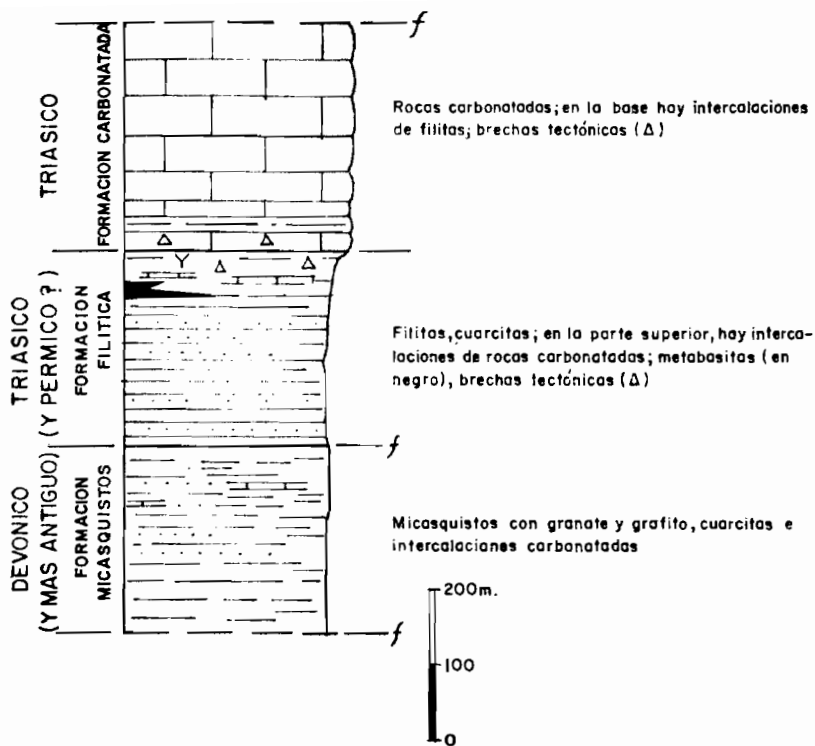 f
TRIASICO
FORMACION CARBONATADA
Rocas carbonatadas; en la base hay intercalaciones
de filitas; brechas tectónicas (Δ)
TRIASICO
(Y PERMICO ?)
FORMACION
FILITICA
Filitas, cuarcitas; en la parte superior, hay interca-
laciones de rocas carbonatadas; metabasitas (en
negro), brechas tectónicas (Δ)
f
DEVONICO
(Y MAS ANTIGUO),
FORMACION
MICASQUISTOS
Micasquistos con granate y grafito, cuarcitas e
intercalacianes carbonatadas
f
200m.
100
0